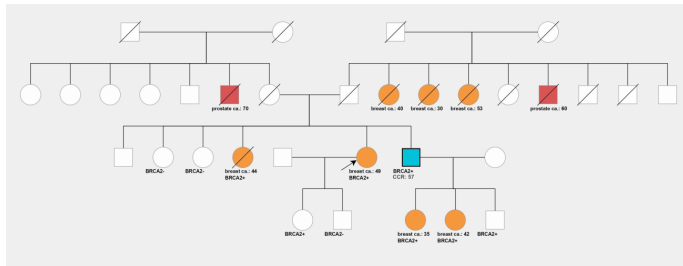 prostate ca.: 70
breast ca.: 40
breast ca.: 30
breast ca.: 53
prostate ca.: 60
BRCA2-
BRCA2-
breast ca.: 44
BRCA2+
breast ca.: 49
BRCA2+
BRCA2+
CCR: 57
BRCA2+
BRCA2-
breast ca.: 35
BRCA2+
breast ca.: 42
BRCA2+
BRCA2+